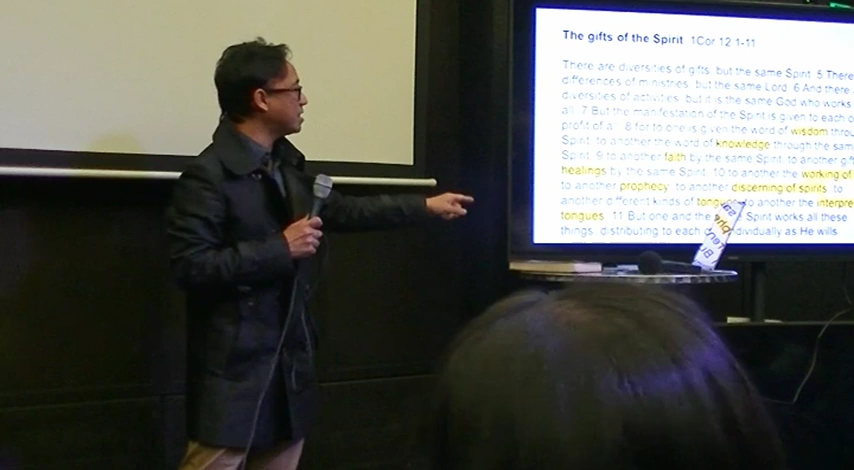 The gifts of the Spirit 1Cor 12 1-11
There are diversities of gifts but the same Spirit 5 There
differences of ministries but the same Lord 6 And there
diversities of activities but it is the same God who works
all 7 But the manifestation of the Spirit is given to each o
profit of a 8 for to one is given the word of wisdom throu
Spirit to another the word of knowledge through the sam
Spirit 9 to another faith by the same Spirit to another gif
healings by the same Spirit 10 to another the working of
to another prophecy to another discerning of spirits to
another different kinds of to another the interpre
tongues 11 But one and the Spirit works all these
things distributing to each as He wills